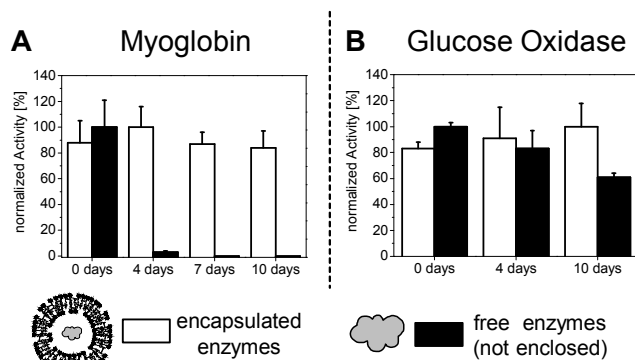 A Myoglobin
normalized Activity [%]
140
120
100
80
60
40
20
0
0 days 4 days 7 days 10 days
B Glucose Oxidase
normalized Activity [%]
140
120
100
80
60
40
20
0
0 days 4 days 10 days
encapsulated
enzymes
free enzymes
(not enclosed)